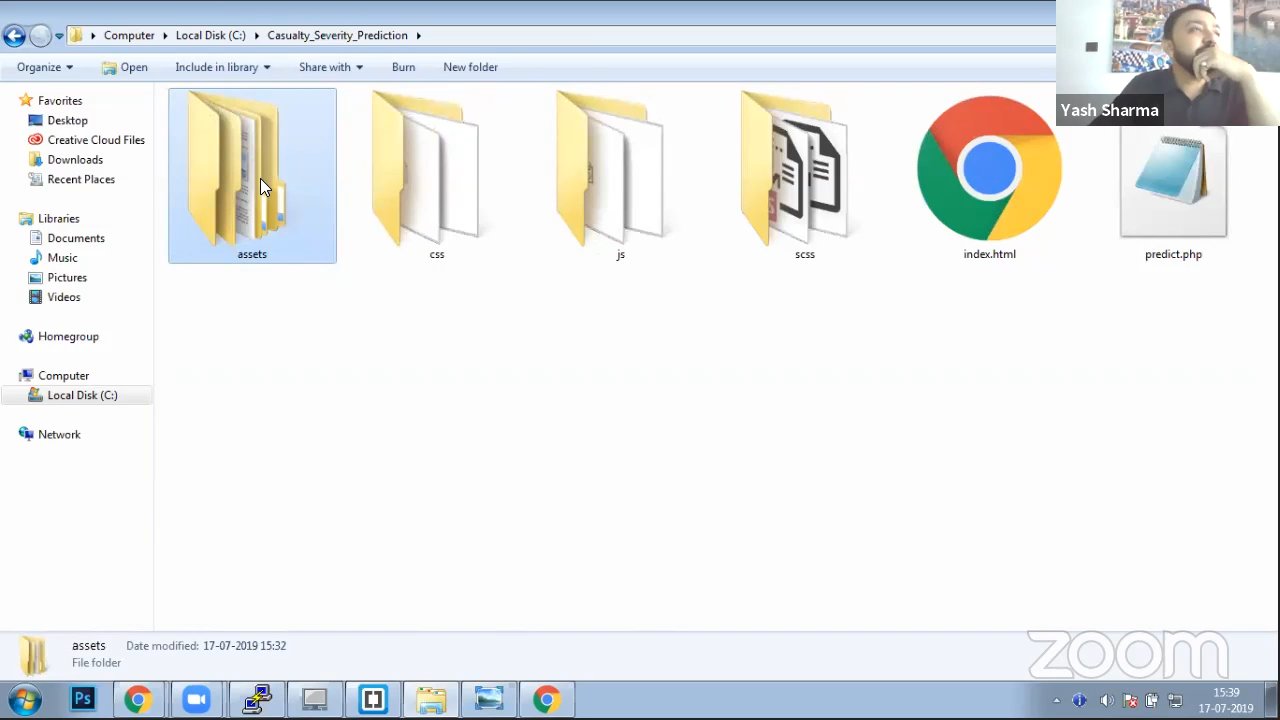 Computer Local Disk (C:) Casualty_Severity_Prediction
Organize Open Include in library Share with Burn New folder
Yash Sharma
Favorites
Desktop
Creative Cloud Files
Downloads
Recent Places
Libraries
Documents
Music
Pictures
Videos
Homegroup
Computer
Local Disk (C:)
Network
assets css js scss index.html predict.php
assets Date modified: 17-07-2019 15:32
File folder
zoom
Ps
15:39
17-07-2019